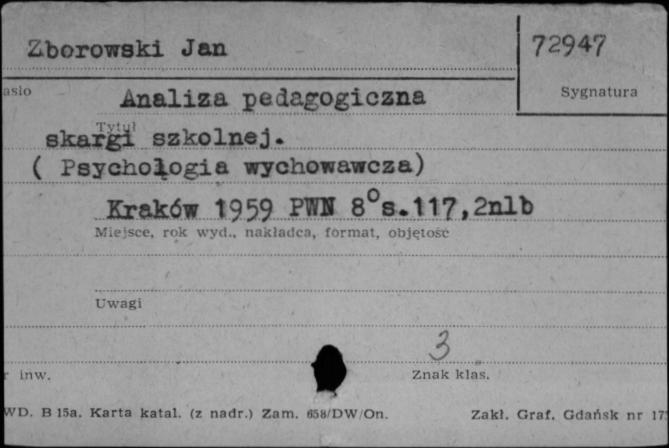 Zborowski Jan
72947
asło
Sygnatura
Analiza pedagogiczna
Tytuł
skargi szkolnej.
( Psychologia wychowawcza)
Kraków 1959 PWN 8°s.117,2nlb
Miejsce, rok wyd., nakładca, format, objętość
Uwagi
3
r inw.
Znak klas.
WD. B 15a. Karta katal. (z nadr.) Zam. 658/DW/On.
Zakł. Graf. Gdańsk nr 17